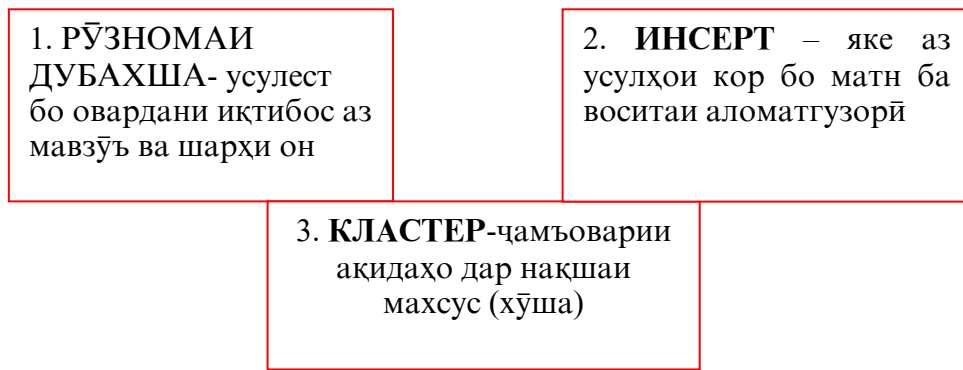 1. РӮЗНОМАИ
ДУБАХША- усулест
бо овардани иқтибос аз
мавзӯъ ва шарҳи он
2. ИНСЕРТ – яке аз
усулҳои кор бо матн ба
воситаи аломатгузорӣ
3. КЛАСТЕР-ҷамъоварии
ақидаҳо дар нақшаи
махсус (хӯша)